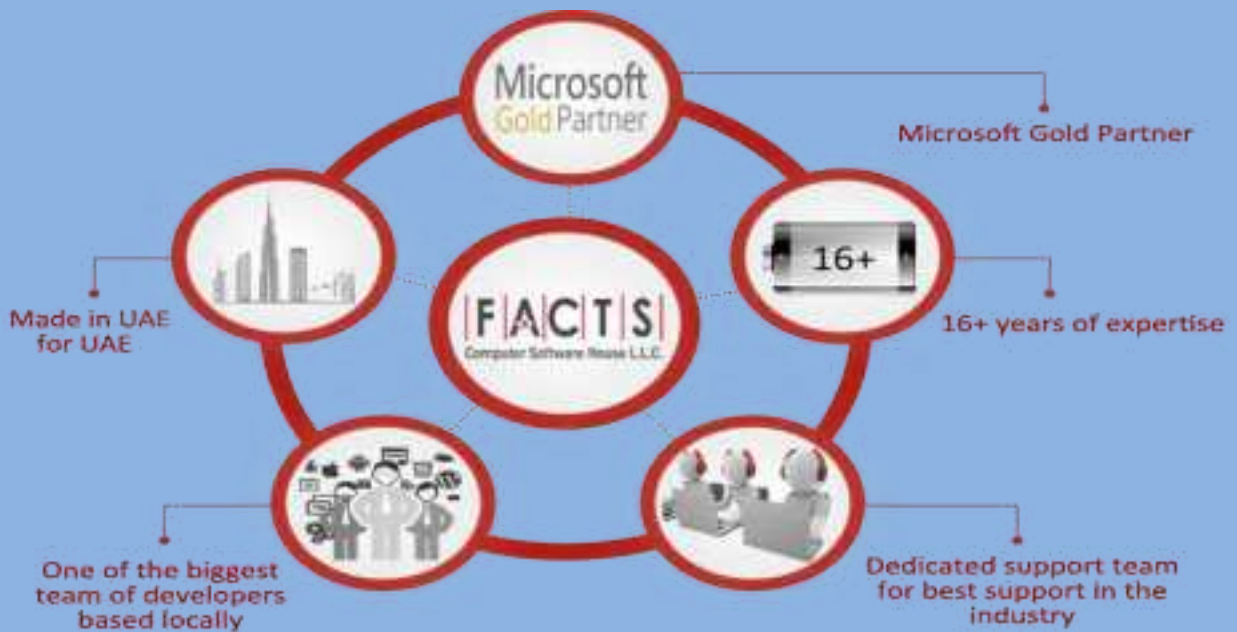 Microsoft
Gold Partner
Microsoft Gold Partner
16+
16+ years of expertise
Made in UAE
for UAE
FACTS
Computer Software House L.L.C.
One of the biggest
team of developers
based locally
Dedicated support team
for best support in the
industry